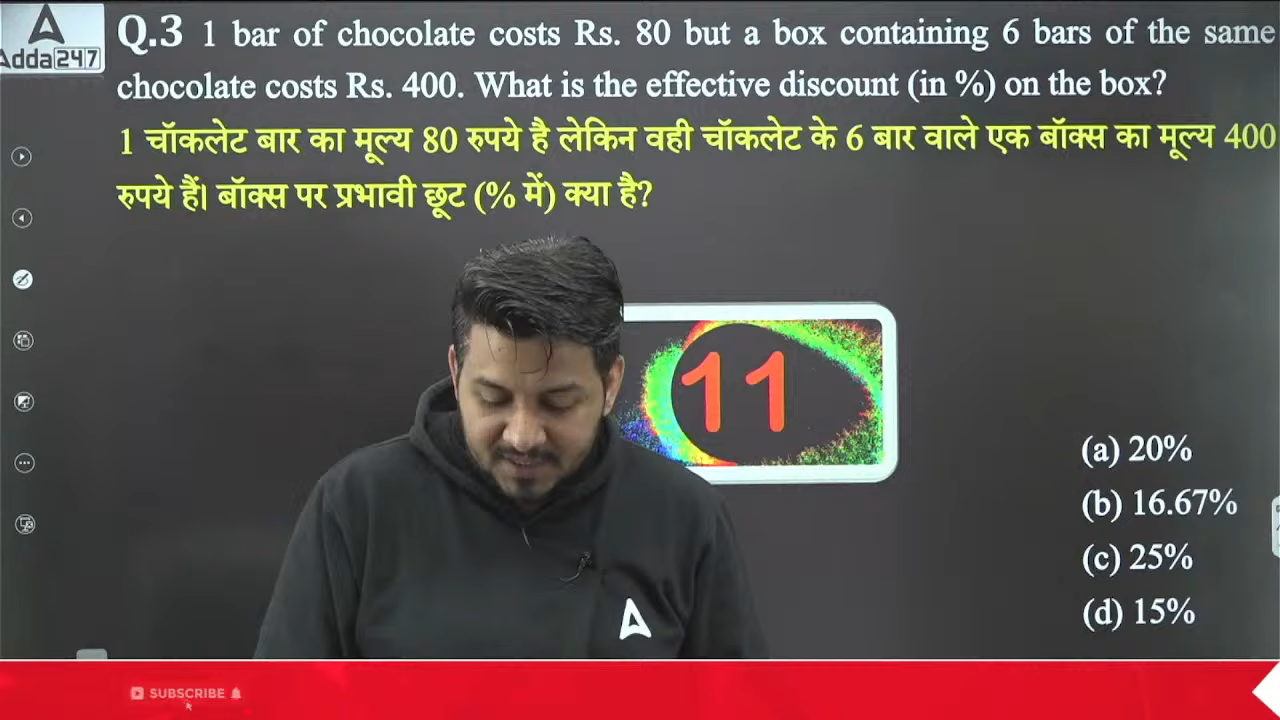 Adda 247
Q.3 1 bar of chocolate costs Rs. 80 but a box containing 6 bars of the same
chocolate costs Rs. 400. What is the effective discount (in %) on the box?
1 चॉकलेट बार का मूल्य 80 रुपये है लेकिन वही चॉकलेट के 6 बार वाले एक बॉक्स का मूल्य 400
रुपये हैं। बॉक्स पर प्रभावी छूट (% में) क्या है?
11
(a) 20%
(b) 16.67%
(c) 25%
(d) 15%
SUBSCRIBE